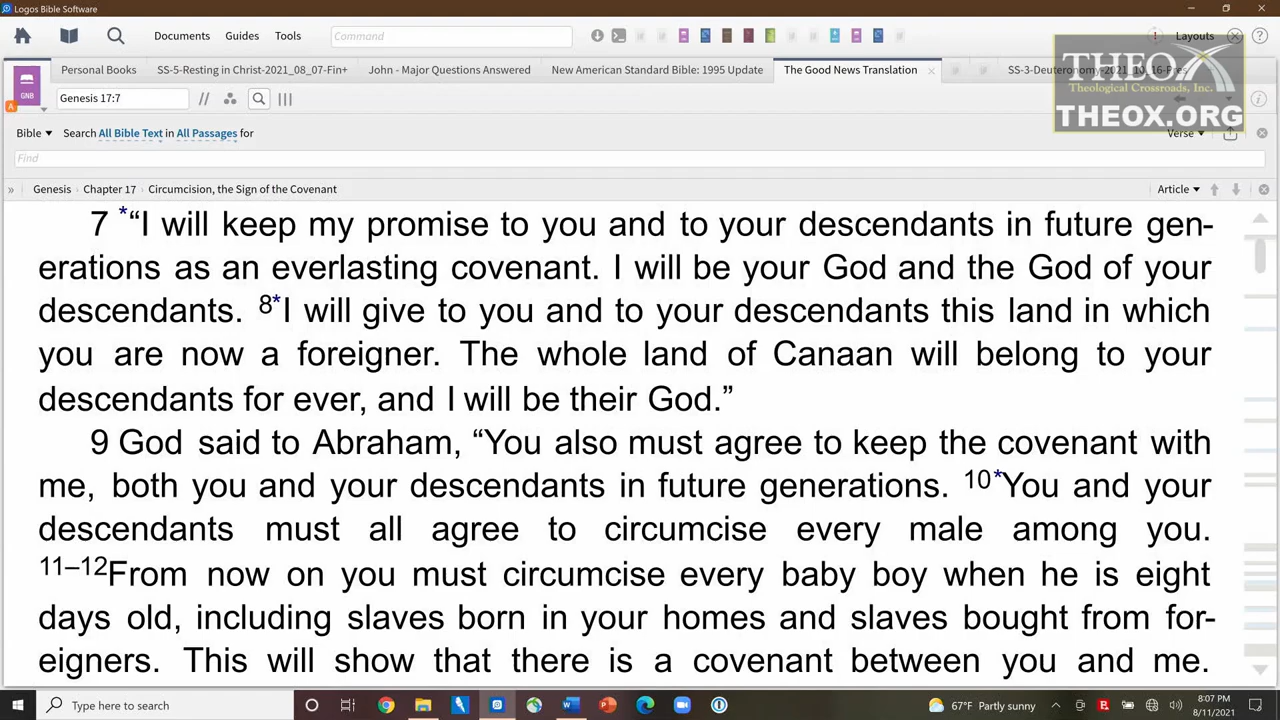 Logos Bible Software
Documents Guides Tools Command Layouts
Personal Books SS-5-Resting in Christ-2021_08_07-Fin+ The Good News Translation New American Standard Bible: 1995 Update
THEOX
Theological Crossroads, Inc.
THEOX.ORG
GNB Genesis 17:7
Bible Search All Bible Text in All Passages for Verse
Find
Genesis Chapter 17 Circumcision, the Sign of the Covenant Article
7 *“I will keep my promise to you and to your descendants in future gen-
erations as an everlasting covenant. I will be your God and the God of your
descendants. 8*I will give to you and to your descendants this land in which
you are now a foreigner. The whole land of Canaan will belong to your
descendants for ever, and I will be their God.”
9 God said to Abraham, “You also must agree to keep the covenant with
me, both you and your descendants in future generations. 10*You and your
descendants must all agree to circumcise every male among you.
11–12From now on you must circumcise every baby boy when he is eight
days old, including slaves born in your homes and slaves bought from for-
eigners. This will show that there is a covenant between you and me.
Type here to search 67°F Partly sunny 8:07 PM
8/11/2021